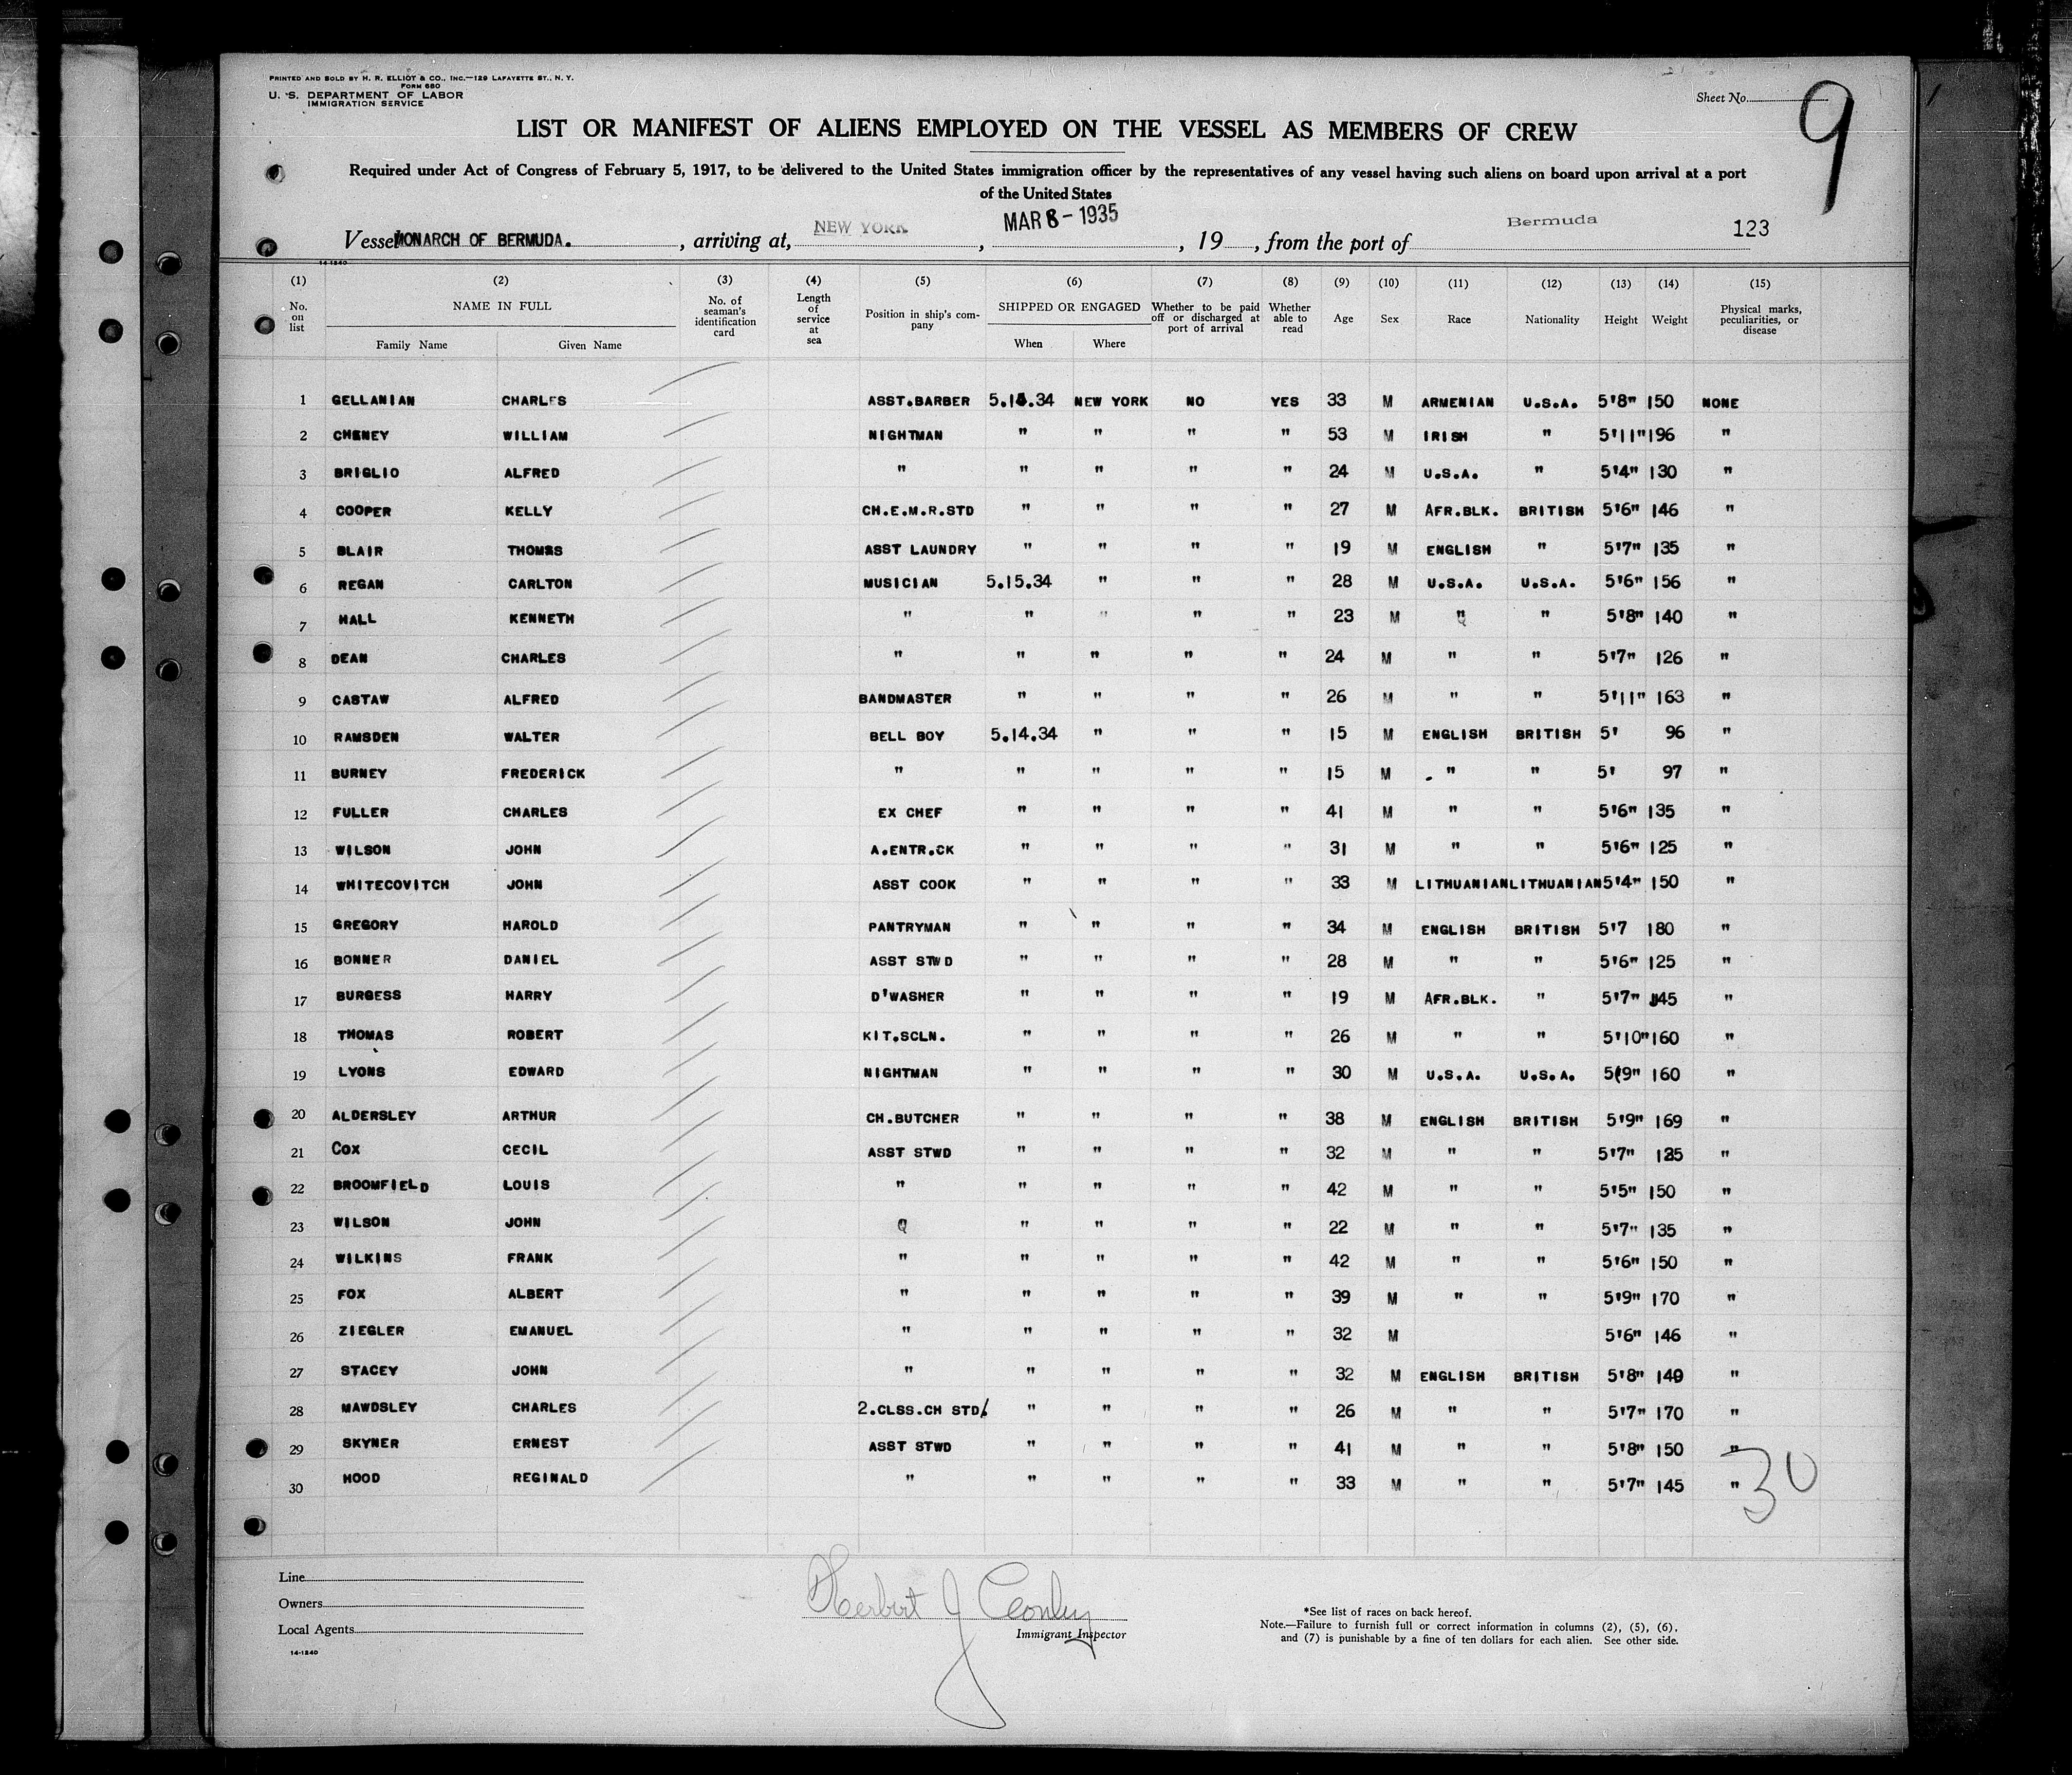 PRINTED AND SOLD BY H. R. ELLIOT & CO., INC.—129 LAFAYETTE ST., N. Y.
FORM 680
U. S. DEPARTMENT OF LABOR
IMMIGRATION SERVICE
Sheet No. 9
LIST OR MANIFEST OF ALIENS EMPLOYED ON THE VESSEL AS MEMBERS OF CREW
Required under Act of Congress of February 5, 1917, to be delivered to the United States immigration officer by the representatives of any vessel having such aliens on board upon arrival at a port
of the United States
Vessel MONARCH OF BERMUDA. , arriving at, NEW YORK , MAR 8 - 1935 , 19 , from the port of Bermuda 123
14-1240
(1) (2) (3) (4) (5) (6) (7) (8) (9) (10) (11) (12) (13) (14) (15)
No. on list NAME IN FULL Family Name Given Name No. of seaman's identification card Length of service at sea Position in ship's company SHIPPED OR ENGAGED When Where Whether to be paid off or discharged at port of arrival Whether able to read Age Sex Race Nationality Height Weight Physical marks, peculiarities, or disease
1 GELLANIAN CHARLES ASST.BARBER 5.14.34 NEW YORK NO YES 33 M ARMENIAN U.S.A. 5'8" 150 NONE
2 CHENEY WILLIAM NIGHTMAN " " " " 53 M IRISH " 5'11" 196 "
3 BRIGLIO ALFRED " " " " " 24 M U.S.A. " 5'4" 130 "
4 COOPER KELLY CH.E.M.R.STD " " " " 27 M AFR.BLK. BRITISH 5'6" 146 "
5 BLAIR THOMAS ASST LAUNDRY " " " " 19 M ENGLISH " 5'7" 135 "
6 REGAN CARLTON MUSICIAN 5.15.34 " " " 28 M U.S.A. U.S.A. 5'6" 156 "
7 HALL KENNETH " " " " " 23 M " " 5'8" 140 "
8 DEAN CHARLES " " " " " 24 M " " 5'7" 126 "
9 CASTAW ALFRED BANDMASTER " " " " 26 M " " 5'11" 163 "
10 RAMSDEN WALTER BELL BOY 5.14.34 " " " 15 M ENGLISH BRITISH 5' 96 "
11 BURNEY FREDERICK " " " " " 15 M " " 5' 97 "
12 FULLER CHARLES EX CHEF " " " " 41 M " " 5'6" 135 "
13 WILSON JOHN A.ENTR.CK " " " " 31 M " " 5'6" 125 "
14 WHITECOVITCH JOHN ASST COOK " " " " 33 M LITHUANIAN LITHUANIAN 5'4" 150 "
15 GREGORY HAROLD PANTRYMAN " " " " 34 M ENGLISH BRITISH 5'7 180 "
16 BONNER DANIEL ASST STWD " " " " 28 M " " 5'6" 125 "
17 BURGESS HARRY D'WASHER " " " " 19 M AFR.BLK. " 5'7" 145 "
18 THOMAS ROBERT KIT.SCLN. " " " " 26 M " " 5'10" 160 "
19 LYONS EDWARD NIGHTMAN " " " " 30 M U.S.A. U.S.A. 5(9" 160 "
20 ALDERSLEY ARTHUR CH.BUTCHER " " " " 38 M ENGLISH BRITISH 5'9" 169 "
21 COX CECIL ASST STWD " " " " 32 M " " 5'7" 125 "
22 BROOMFIELD LOUIS " " " " " 42 M " " 5'5" 150 "
23 WILSON JOHN " " " " " 22 M " " 5'7" 135 "
24 WILKINS FRANK " " " " " 42 M " " 5'6" 150 "
25 FOX ALBERT " " " " " 39 M " " 5'9" 170 "
26 ZIEGLER EMANUEL " " " " " 32 M 5'6" 146 "
27 STACEY JOHN " " " " " 32 M ENGLISH BRITISH 5'8" 140 "
28 MAWDSLEY CHARLES 2.CLSS.CH STD. " " " " 26 M " " 5'7" 170 "
29 SKYNER ERNEST ASST STWD " " " " 41 M " " 5'8" 150 "
30 HOOD REGINALD " " " " " 33 M " " 5'7" 145 "
30
Line
Owners
Local Agents
14-1240
Herbert J
Immigrant Inspector
*See list of races on back hereof.
Note.—Failure to furnish full or correct information in columns (2), (5), (6),
and (7) is punishable by a fine of ten dollars for each alien. See other side.